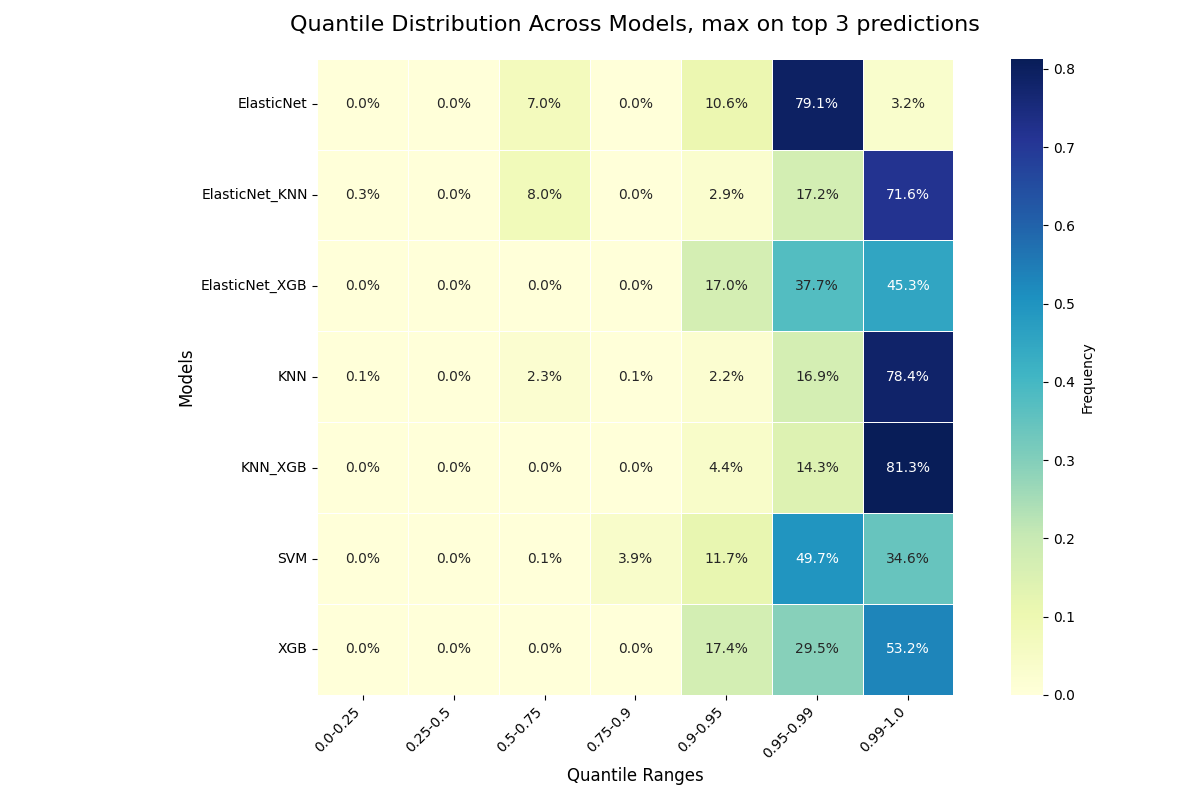 Quantile Distribution Across Models, max on top 3 predictions
ElasticNet 0.0% 0.0% 7.0% 0.0% 10.6% 79.1% 3.2%
ElasticNet_KNN 0.3% 0.0% 8.0% 0.0% 2.9% 17.2% 71.6%
ElasticNet_XGB 0.0% 0.0% 0.0% 0.0% 17.0% 37.7% 45.3%
KNN 0.1% 0.0% 2.3% 0.1% 2.2% 16.9% 78.4%
KNN_XGB 0.0% 0.0% 0.0% 0.0% 4.4% 14.3% 81.3%
SVM 0.0% 0.0% 0.1% 3.9% 11.7% 49.7% 34.6%
XGB 0.0% 0.0% 0.0% 0.0% 17.4% 29.5% 53.2%
Models
0.0-0.25 0.25-0.5 0.5-0.75 0.75-0.9 0.9-0.95 0.95-0.99 0.99-1.0
Quantile Ranges
0.8
0.7
0.6
0.5
0.4
0.3
0.2
0.1
0.0
Frequency